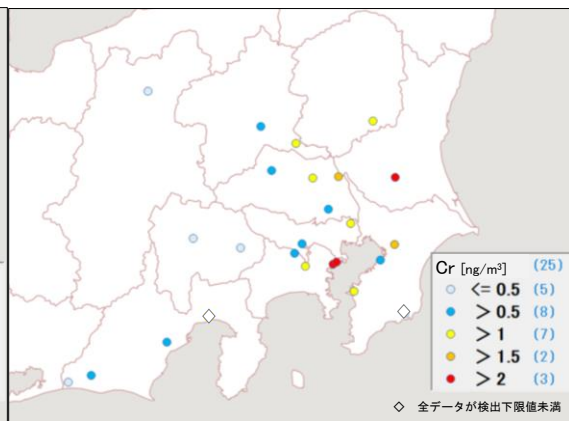 Cr [ng/m³] (25)
<= 0.5 (5)
> 0.5 (8)
> 1 (7)
> 1.5 (2)
> 2 (3)
◇ 全データが検出下限値未満